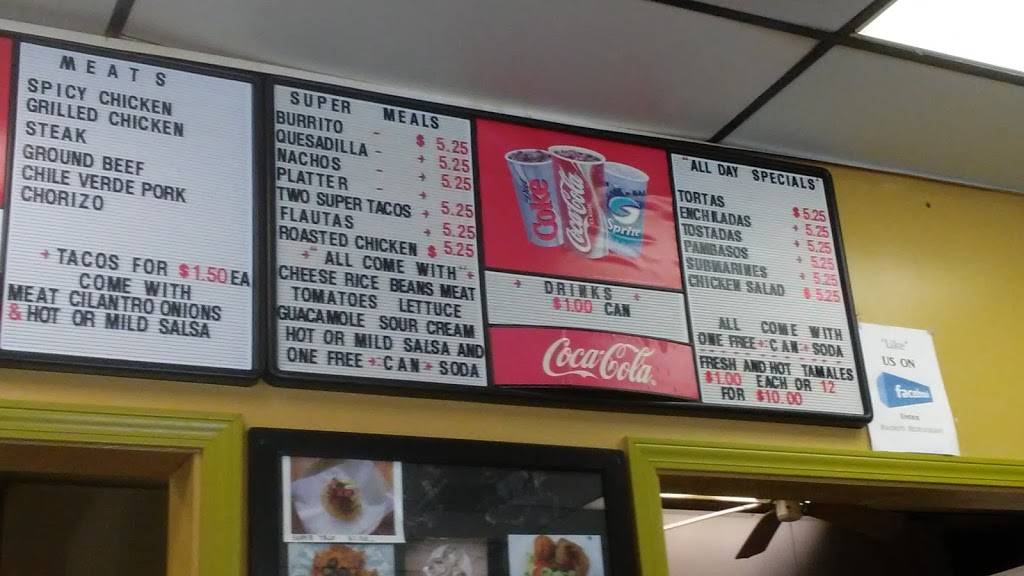 MEATS
SPICY CHICKEN
GRILLED CHICKEN
STEAK
GROUND BEEF
CHILE VERDE PORK
CHORIZO
+ TACOS FOR $1.50 EA
COME WITH
MEAT CILANTRO ONIONS
& HOT OR MILD SALSA
SUPER MEALS
BURRITO - $ 5.25
QUESADILLA - + 5.25
NACHOS - + 5.25
PLATTER -
TWO SUPER TACOS + 5.25
FLAUTAS + 5.25
ROASTED CHICKEN $ 5.25
+ " ALL COME WITH " +
CHEESE RICE BEANS MEAT
TOMATOES LETTUCE
GUACAMOLE SOUR CREAM
HOT OR MILD SALSA AND
ONE FREE + CAN + SODA
Coke
Coca-Cola
Sprite
+ DRINKS +
$1.00 CAN
Coca-Cola
"ALL DAY SPECIALS"
TORTAS $ 5.25
ENCHILADAS + 5.25
TOSTADAS + 5.25
PAMBASOS + 5.25
SUBMARINES + 5.25
CHICKEN SALAD $ 5.25
ALL COME WITH
ONE FREE + CAN + SODA
FRESH AND HOT TAMALES
$1.00 EACH OR 12
FOR $10.00
"Like"
US ON
facebook